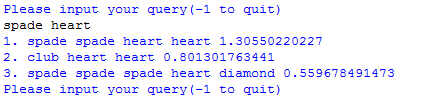 Please input your query(-1 to quit)
spade heart
1. spade spade heart heart 1.30550220227
2. club heart heart 0.801301763441
3. spade spade spade heart diamond 0.559678491473
Please input your query(-1 to quit)